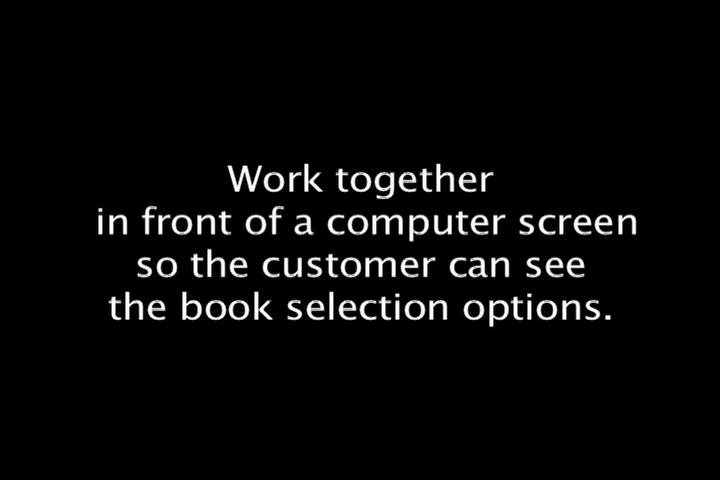 Work together
in front of a computer screen
so the customer can see
the book selection options.